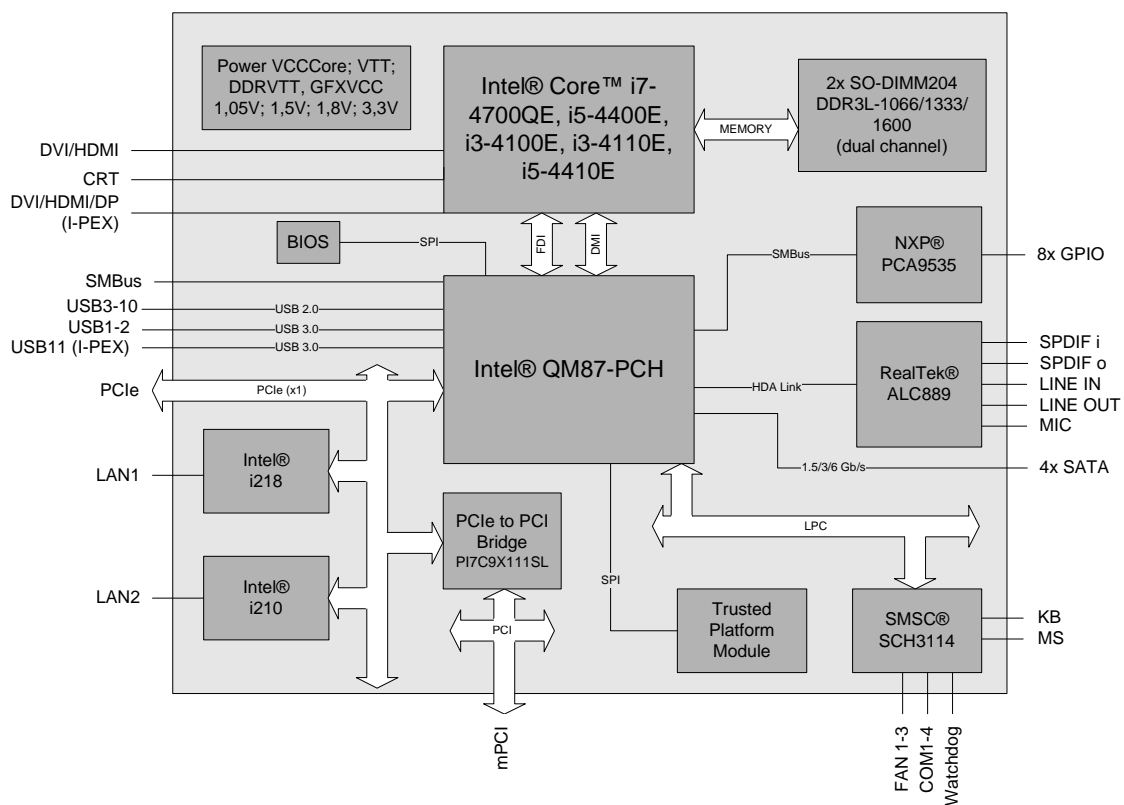 Power VCCCore; VTT;
DDRVTT, GFXVCC
1,05V; 1,5V; 1,8V; 3,3V
Intel® Core™ i7-
4700QE, i5-4400E,
i3-4100E, i3-4110E,
i5-4410E
MEMORY
2x SO-DIMM204
DDR3L-1066/1333/
1600
(dual channel)
DVI/HDMI
CRT
DVI/HDMI/DP
(I-PEX)
BIOS
SPI
FDI
DMI
SMBus
NXP®
PCA9535
8x GPIO
SMBus
USB3-10
USB 2.0
USB1-2
USB 3.0
USB11 (I-PEX)
USB 3.0
Intel® QM87-PCH
PCIe
PCIe (x1)
HDA Link
RealTek®
ALC889
SPDIF i
SPDIF o
LINE IN
LINE OUT
MIC
1.5/3/6 Gb/s
4x SATA
LAN1
Intel®
i218
PCIe to PCI
Bridge
PI7C9X111SL
LPC
LAN2
Intel®
i210
SPI
PCI
Trusted
Platform
Module
SMSC®
SCH3114
KB
MS
mPCI
FAN 1-3
COM1-4
Watchdog